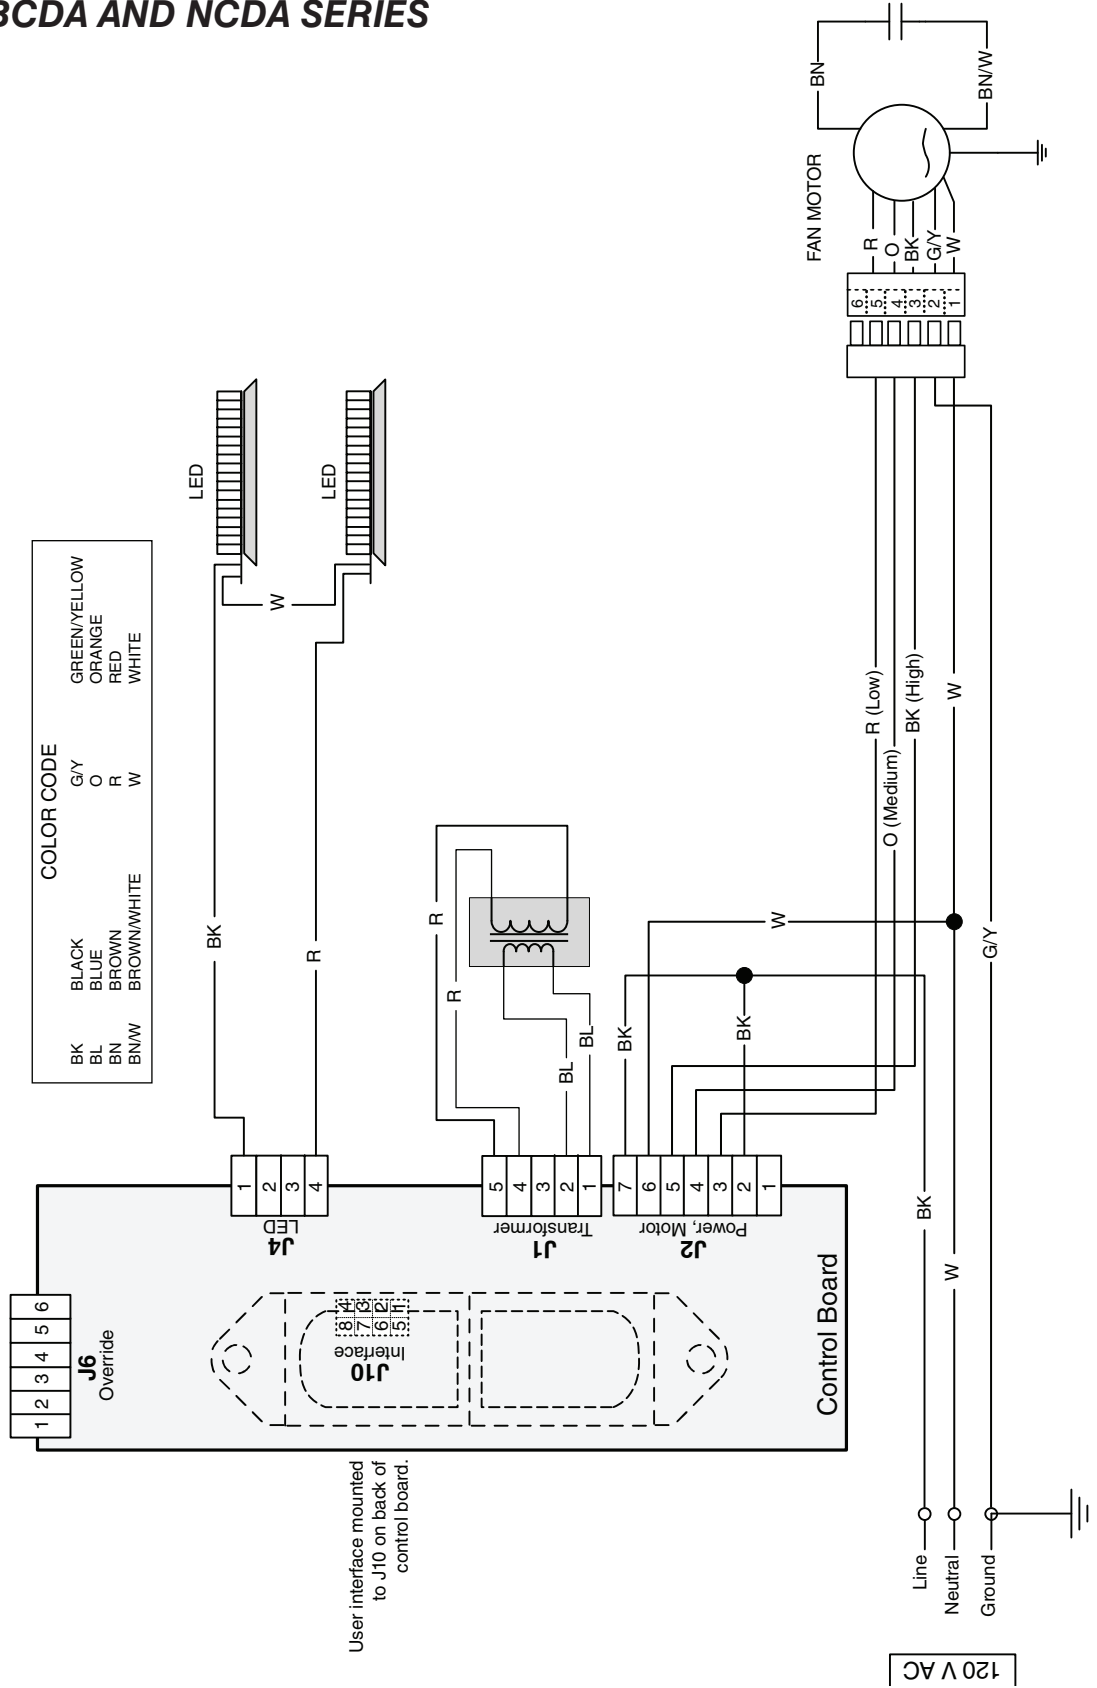 BCDA AND NCDA SERIES
BN
BN/W
FAN MOTOR
R
O
BK
G/Y
W
6
5
4
3
2
1
LED
LED
W
COLOR CODE
BK BLACK G/Y GREEN/YELLOW
BL BLUE O ORANGE
BN BROWN R RED
BN/W BROWN/WHITE W WHITE
BK
R
R (Low)
O (Medium)
BK (High)
W
G/Y
R
R
BL
BL
BK
W
BK
1
2
3
4
J4
LED
5
4
3
2
1
J1
Transformer
7
6
5
4
3
2
1
J2
Power, Motor
1 2 3 4 5 6
J6
Override
8 4
7 3
6 2
5 1
J10
Interface
Control Board
User interface mounted
to J10 on back of
control board.
BK
W
Line
Neutral
Ground
120 V AC